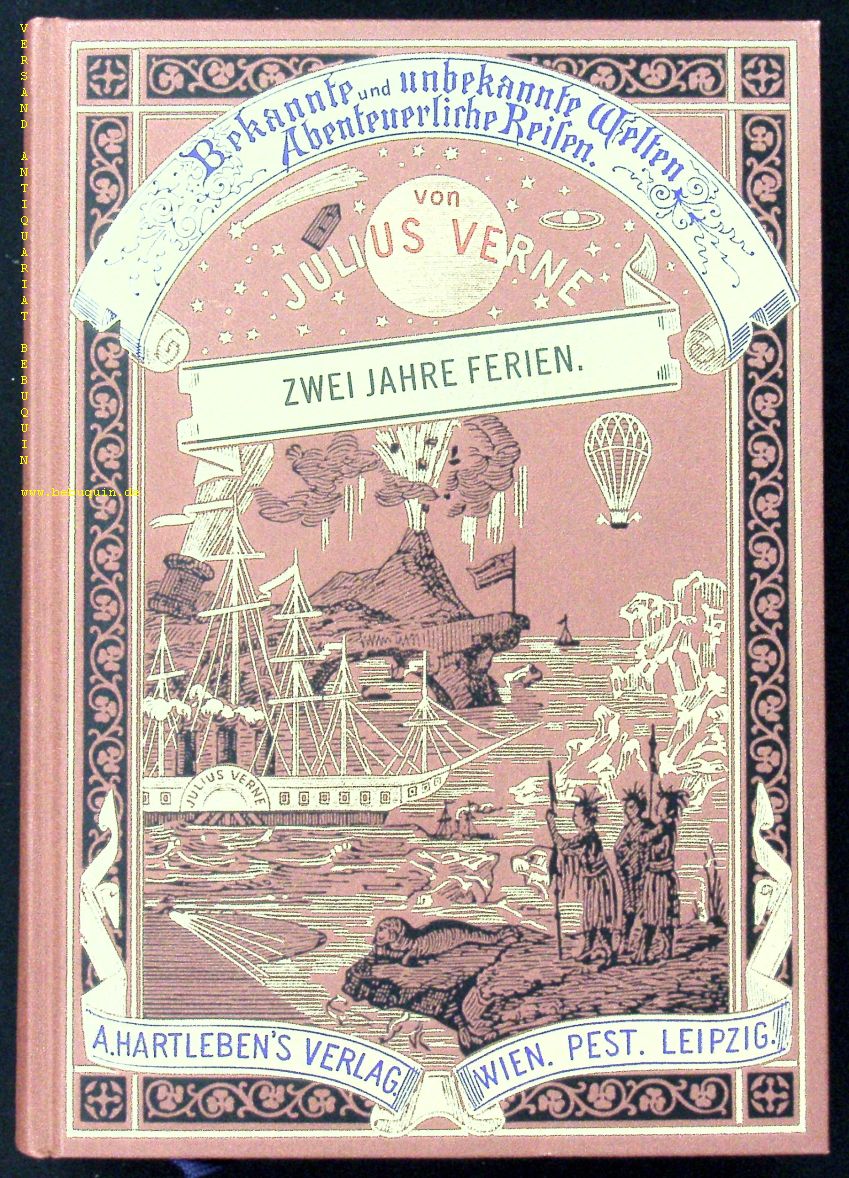 Bekannte und unbekannte Welten
Abenteuerliche Reisen.
von
JULIUS VERNE
ZWEI JAHRE FERIEN.
JULIUS VERNE
A. HARTLEBEN'S VERLAG.
WIEN. PEST. LEIPZIG.
VERSAND ANTIQUARIAT BEBUQUIN
www.bebuquin.de